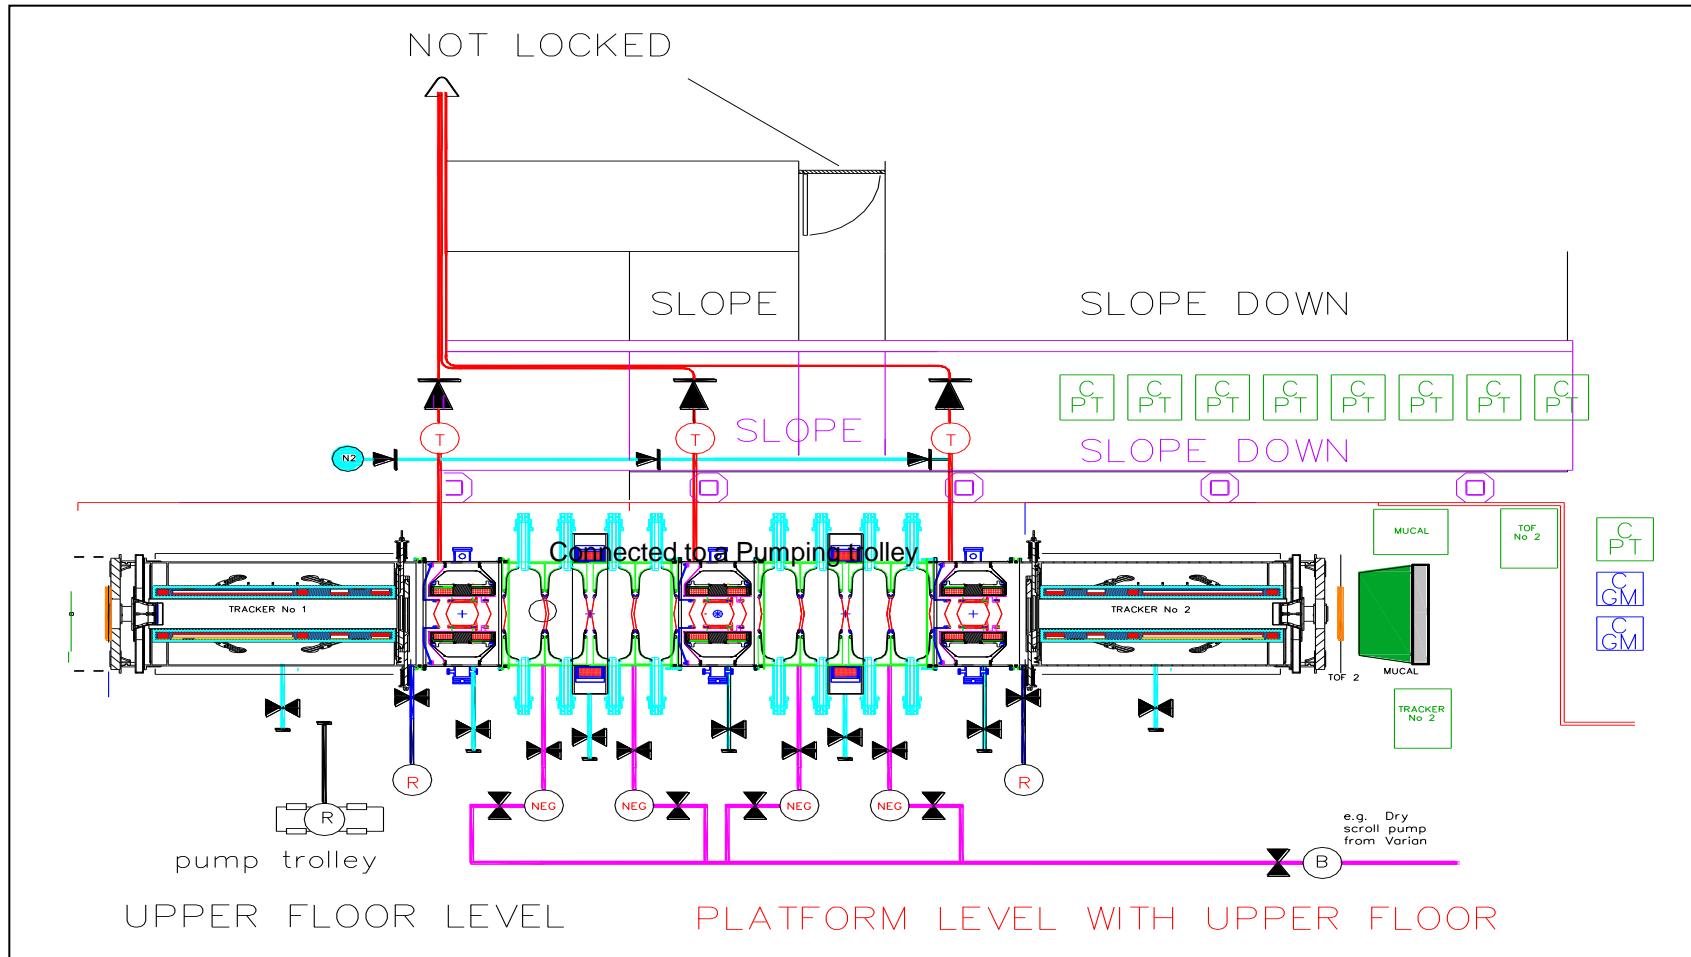 NOT LOCKED
SLOPE
SLOPE DOWN
C PT
C PT
C PT
C PT
C PT
C PT
C PT
C PT
T
T
T
SLOPE
SLOPE DOWN
N2
MUCAL
TOF
No 2
C
PT
Connected to a Pumping trolley
C
GM
C
GM
TRACKER No 1
TRACKER No 2
TOF 2
MUCAL
TRACKER
No 2
R
R
NEG
NEG
NEG
NEG
R
e.g. Dry
scroll pump
from Varian
B
pump trolley
UPPER FLOOR LEVEL
PLATFORM LEVEL WITH UPPER FLOOR